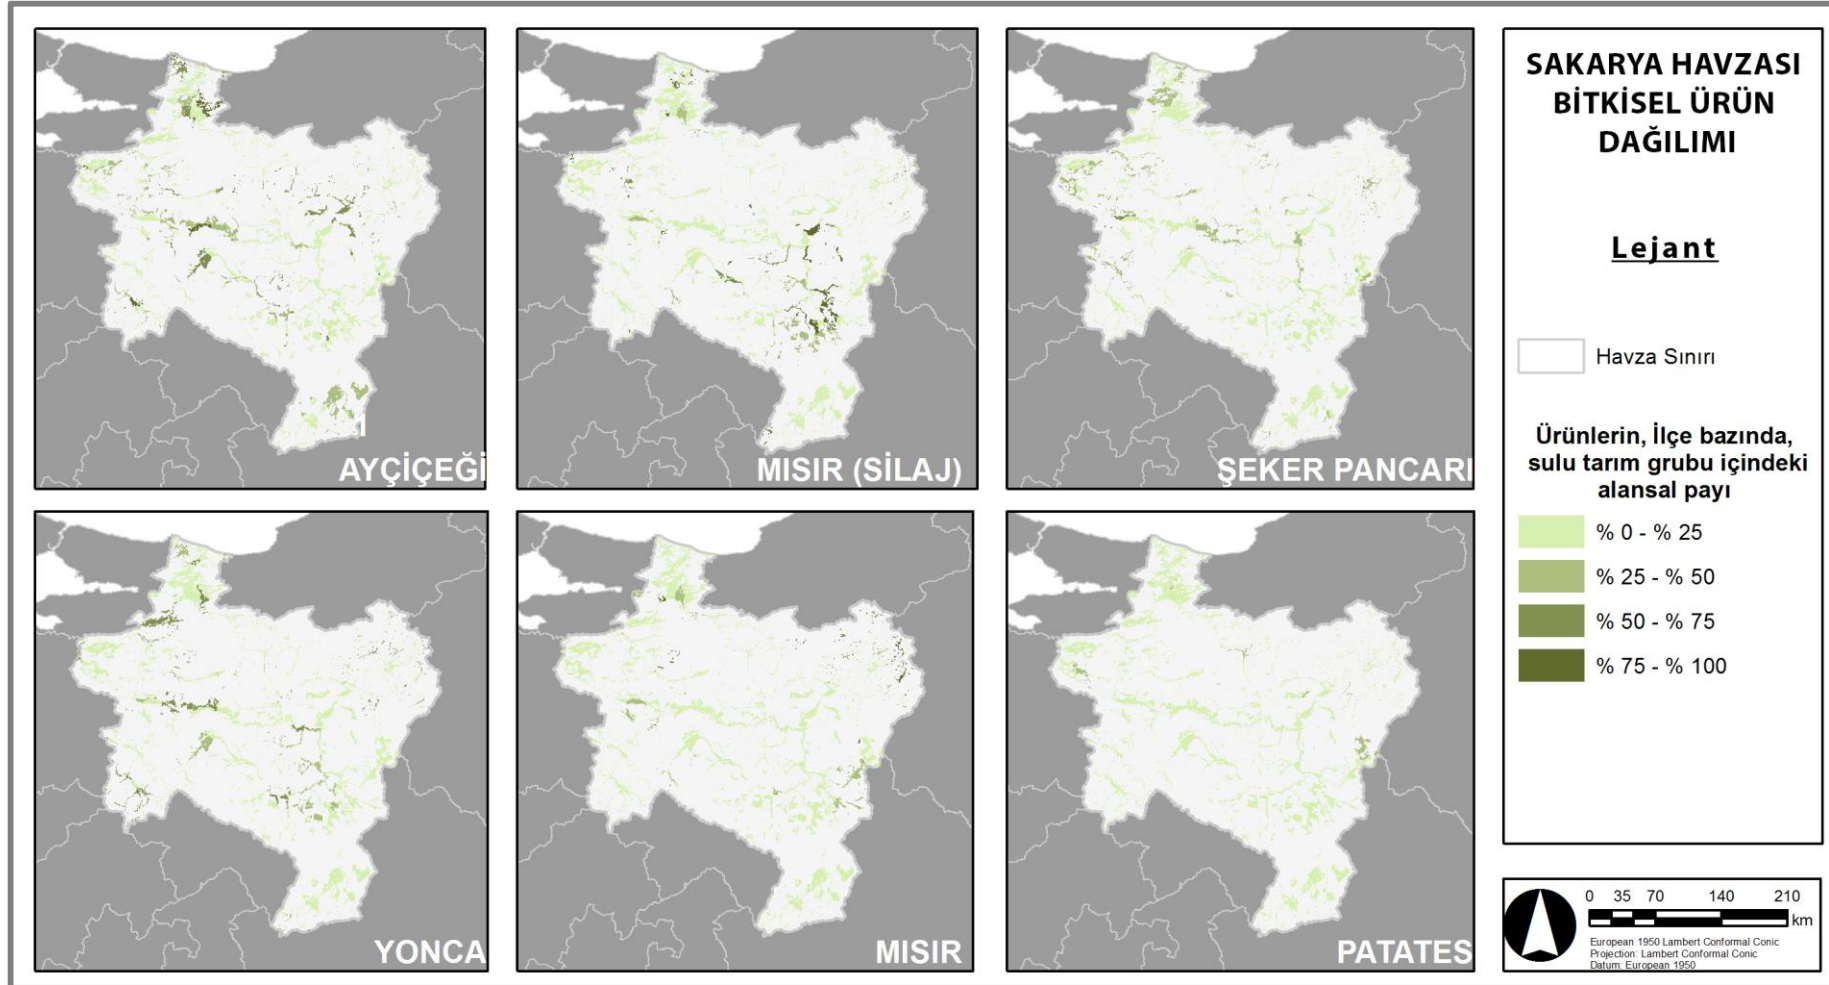 AYÇİÇEĞİ
MISIR (SİLAJ)
ŞEKER PANCARI
YONCA
MISIR
PATATES
SAKARYA HAVZASI
BİTKİSEL ÜRÜN
DAĞILIMI
Lejant
Havza Sınırı
Ürünlerin, İlçe bazında,
sulu tarım grubu içindeki
alansal payı
% 0 - % 25
% 25 - % 50
% 50 - % 75
% 75 - % 100
0 35 70 140 210
km
European 1950 Lambert Conformal Conic
Projection: Lambert Conformal Conic
Datum: European 1950